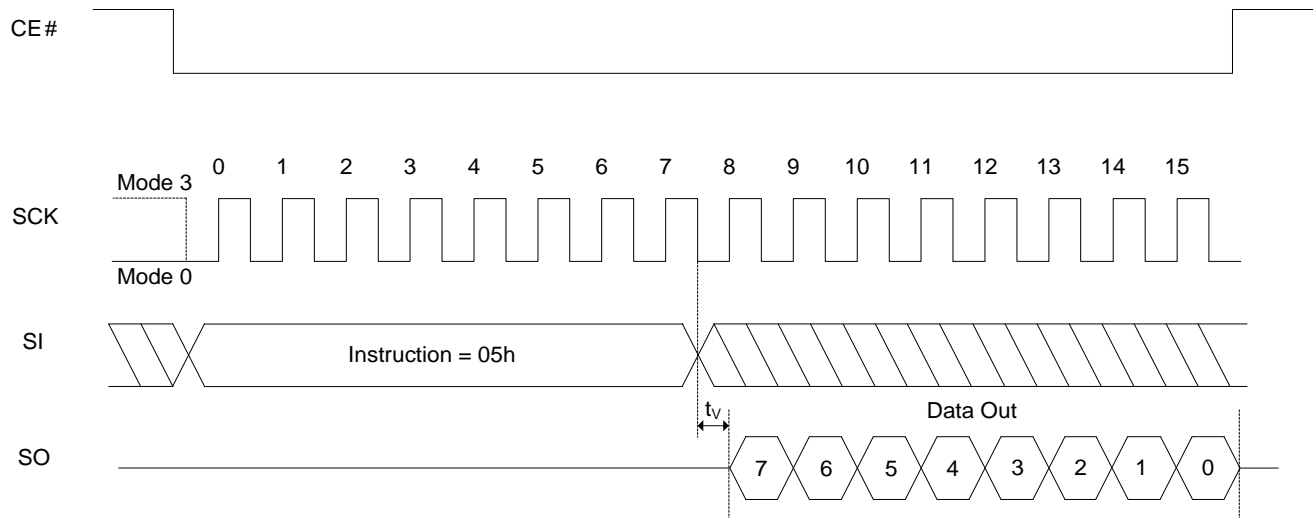 CE#
0 1 2 3 4 5 6 7 8 9 10 11 12 13 14 15
Mode 3
SCK
Mode 0
SI
Instruction = 05h
tV
Data Out
SO
7 6 5 4 3 2 1 0